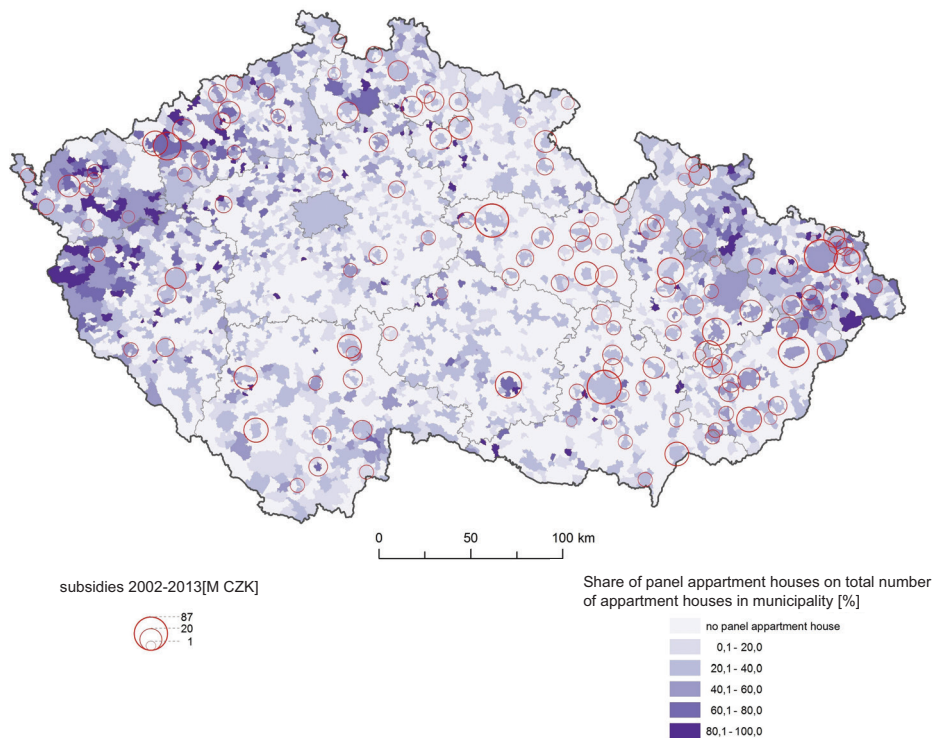 0 50 100 km
subsidies 2002-2013[M CZK]
87
20
1
Share of panel appartment houses on total number
of appartment houses in municipality [%]
no panel appartment house
0,1 - 20,0
20,1 - 40,0
40,1 - 60,0
60,1 - 80,0
80,1 - 100,0